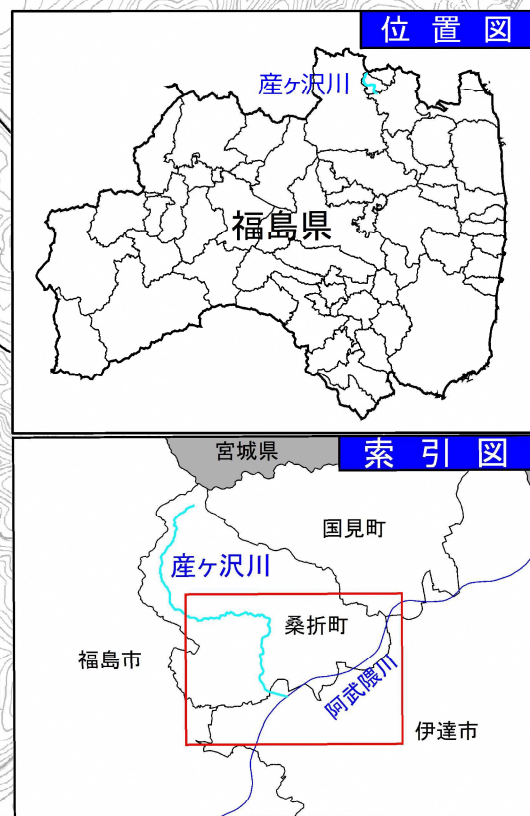 位置図
産ヶ沢川
福島県
索引図
宮城県
国見町
産ヶ沢川
桑折町
福島市
阿武隈川
伊達市